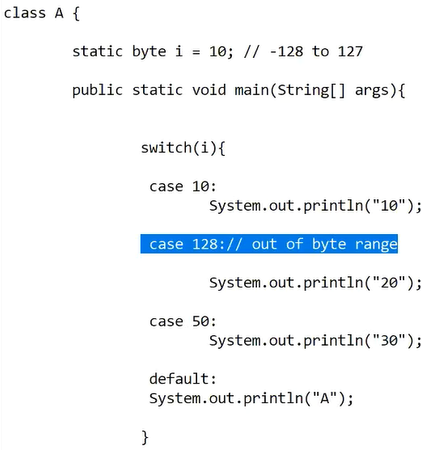 class A {
static byte i = 10; // -128 to 127
public static void main(String[] args){
switch(i){
case 10:
System.out.println("10");
case 128:// out of byte range
System.out.println("20");
case 50:
System.out.println("30");
default:
System.out.println("A");
}